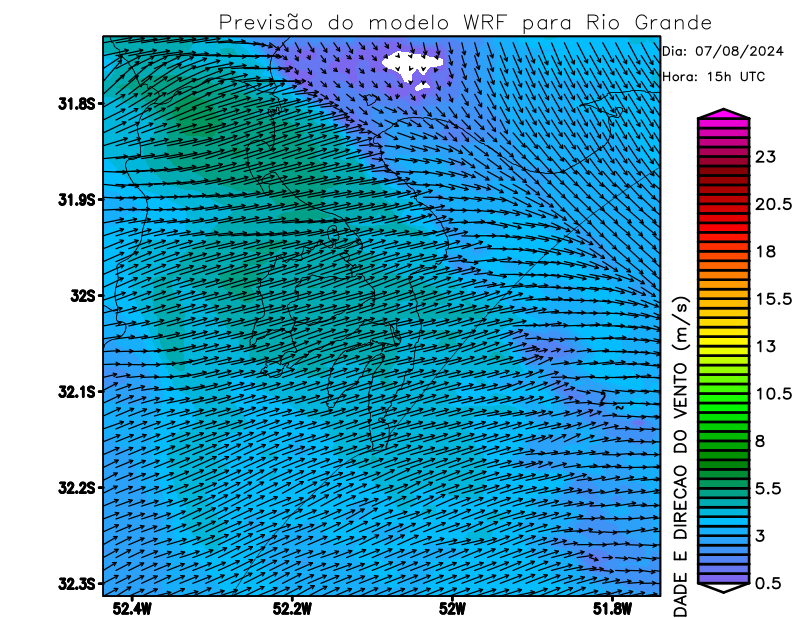 Previsão do modelo WRF para Rio Grande
Dia: 07/08/2024
Hora: 15h UTC
31.8S
31.9S
32S
32.1S
32.2S
32.3S
52.4W
52.2W
52W
51.8W
DADE E DIRECAO DO VENTO (m/s)
23
20.5
18
15.5
13
10.5
8
5.5
3
0.5